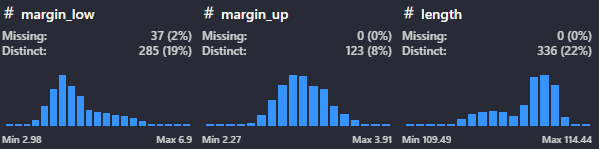 # margin_low
Missing: 37 (2%)
Distinct: 285 (19%)
Min 2.98 Max 6.9
# margin_up
Missing: 0 (0%)
Distinct: 123 (8%)
Min 2.27 Max 3.91
# length
Missing: 0 (0%)
Distinct: 336 (22%)
Min 109.49 Max 114.44